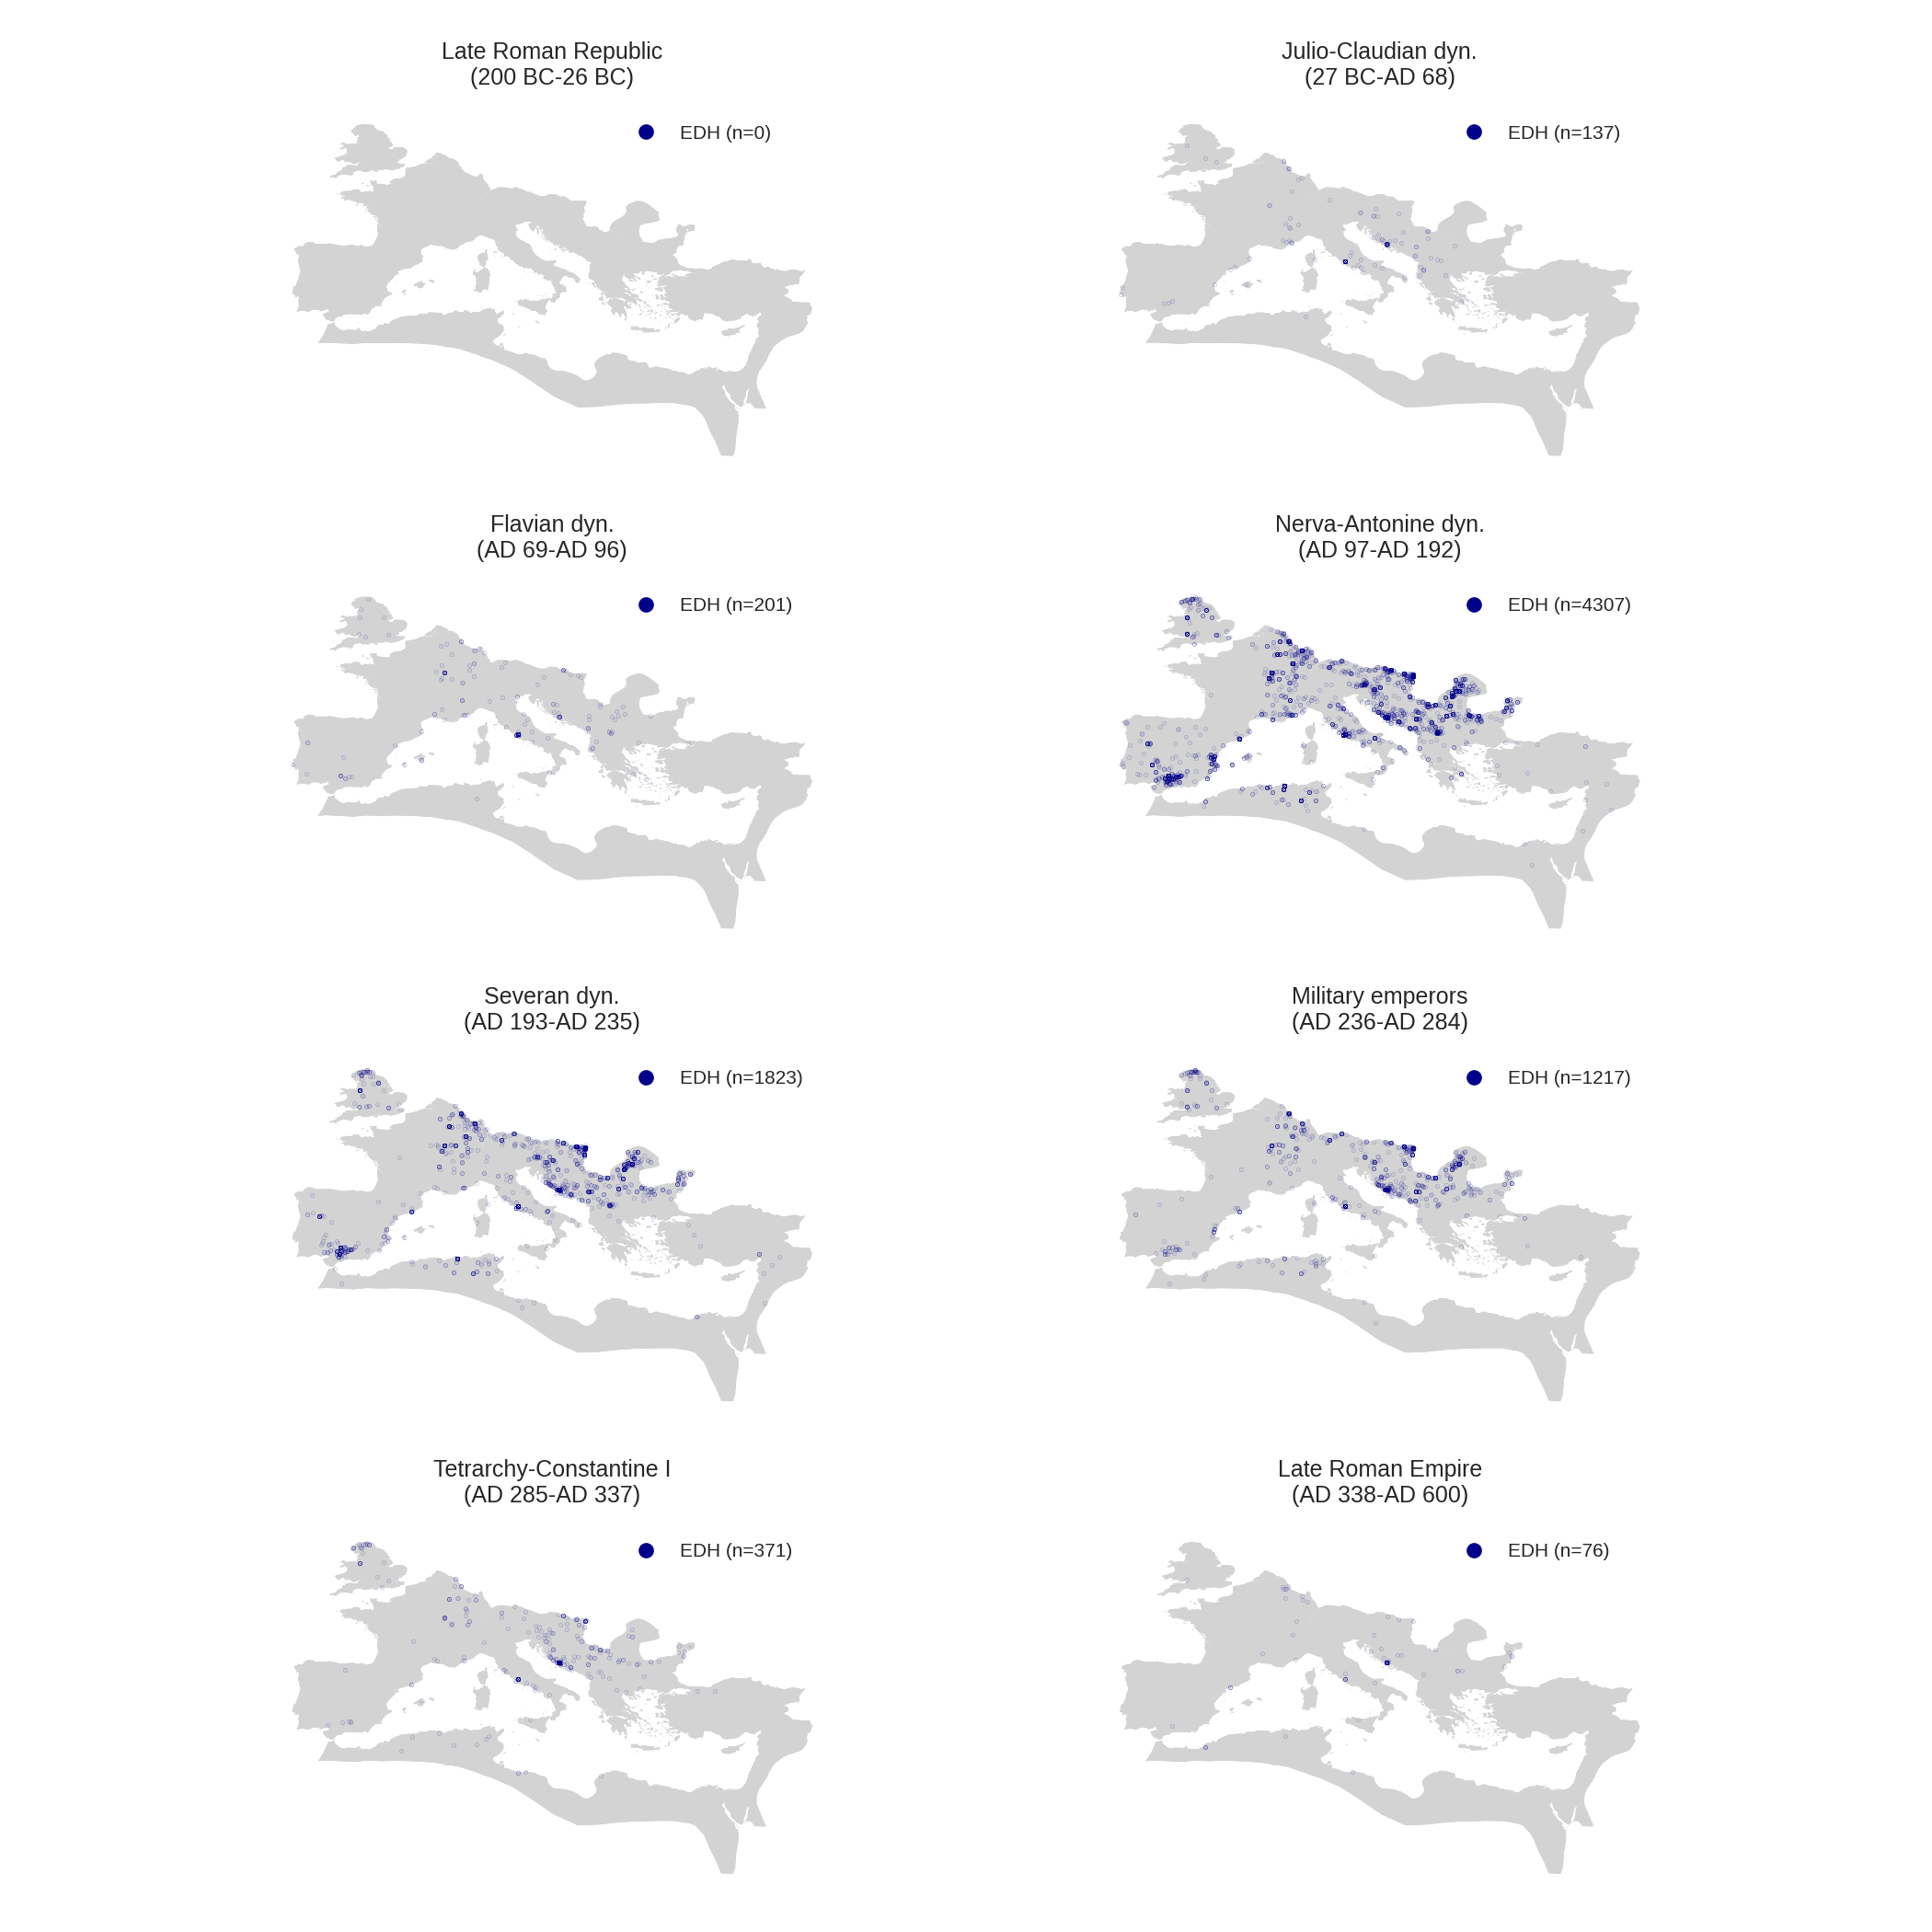 Late Roman Republic
(200 BC-26 BC)
EDH (n=0)
Julio-Claudian dyn.
(27 BC-AD 68)
EDH (n=137)
Flavian dyn.
(AD 69-AD 96)
EDH (n=201)
Nerva-Antonine dyn.
(AD 97-AD 192)
EDH (n=4307)
Severan dyn.
(AD 193-AD 235)
EDH (n=1823)
Military emperors
(AD 236-AD 284)
EDH (n=1217)
Tetrarchy-Constantine I
(AD 285-AD 337)
EDH (n=371)
Late Roman Empire
(AD 338-AD 600)
EDH (n=76)